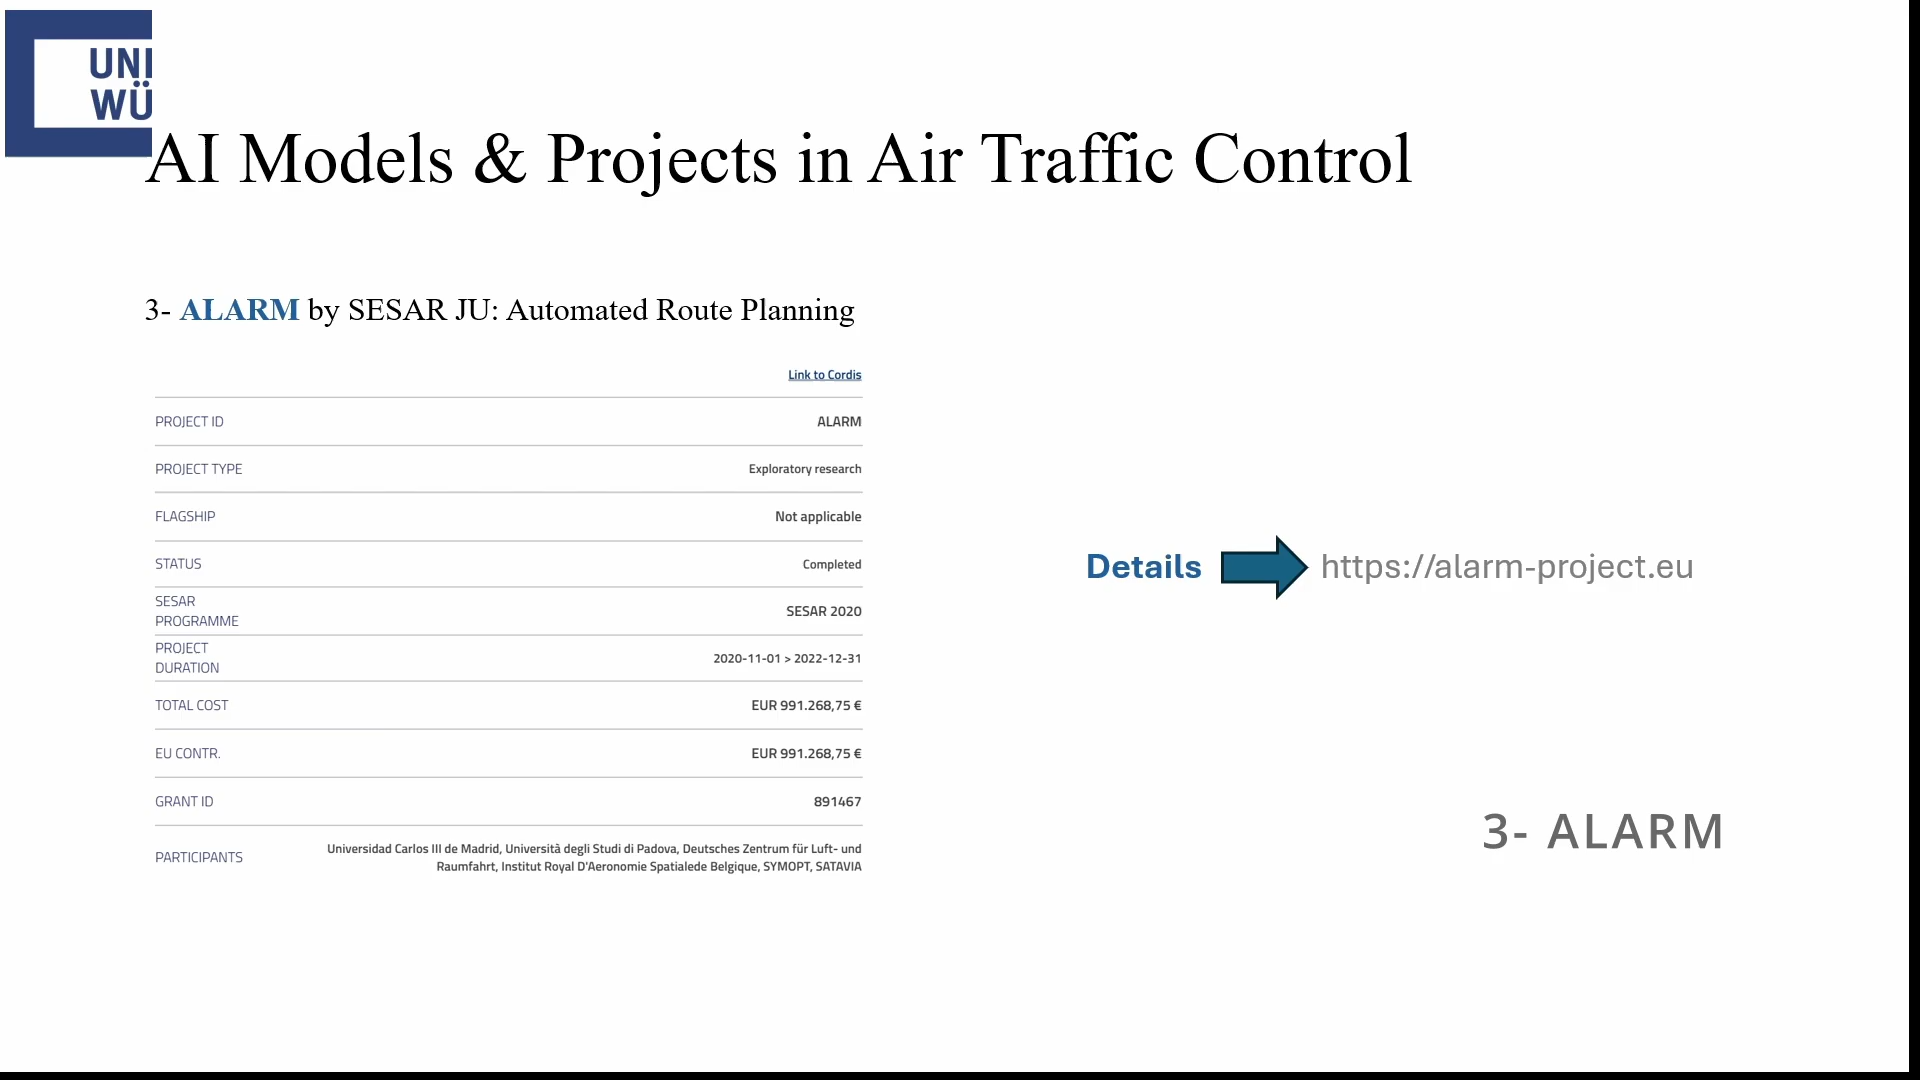 UNI
WÜ
AI Models & Projects in Air Traffic Control
3- ALARM by SESAR JU: Automated Route Planning
Link to Cordis
PROJECT ID ALARM
PROJECT TYPE Exploratory research
FLAGSHIP Not applicable
STATUS Completed
SESAR
PROGRAMME SESAR 2020
PROJECT
DURATION 2020-11-01 > 2022-12-31
TOTAL COST EUR 991.268,75 €
EU CONTR. EUR 991.268,75 €
GRANT ID 891467
PARTICIPANTS Universidad Carlos III de Madrid, Università degli Studi di Padova, Deutsches Zentrum für Luft- und
Raumfahrt, Institut Royal D'Aeronomie Spatialede Belgique, SYMOPT, SATAVIA
Details https://alarm-project.eu
3- ALARM